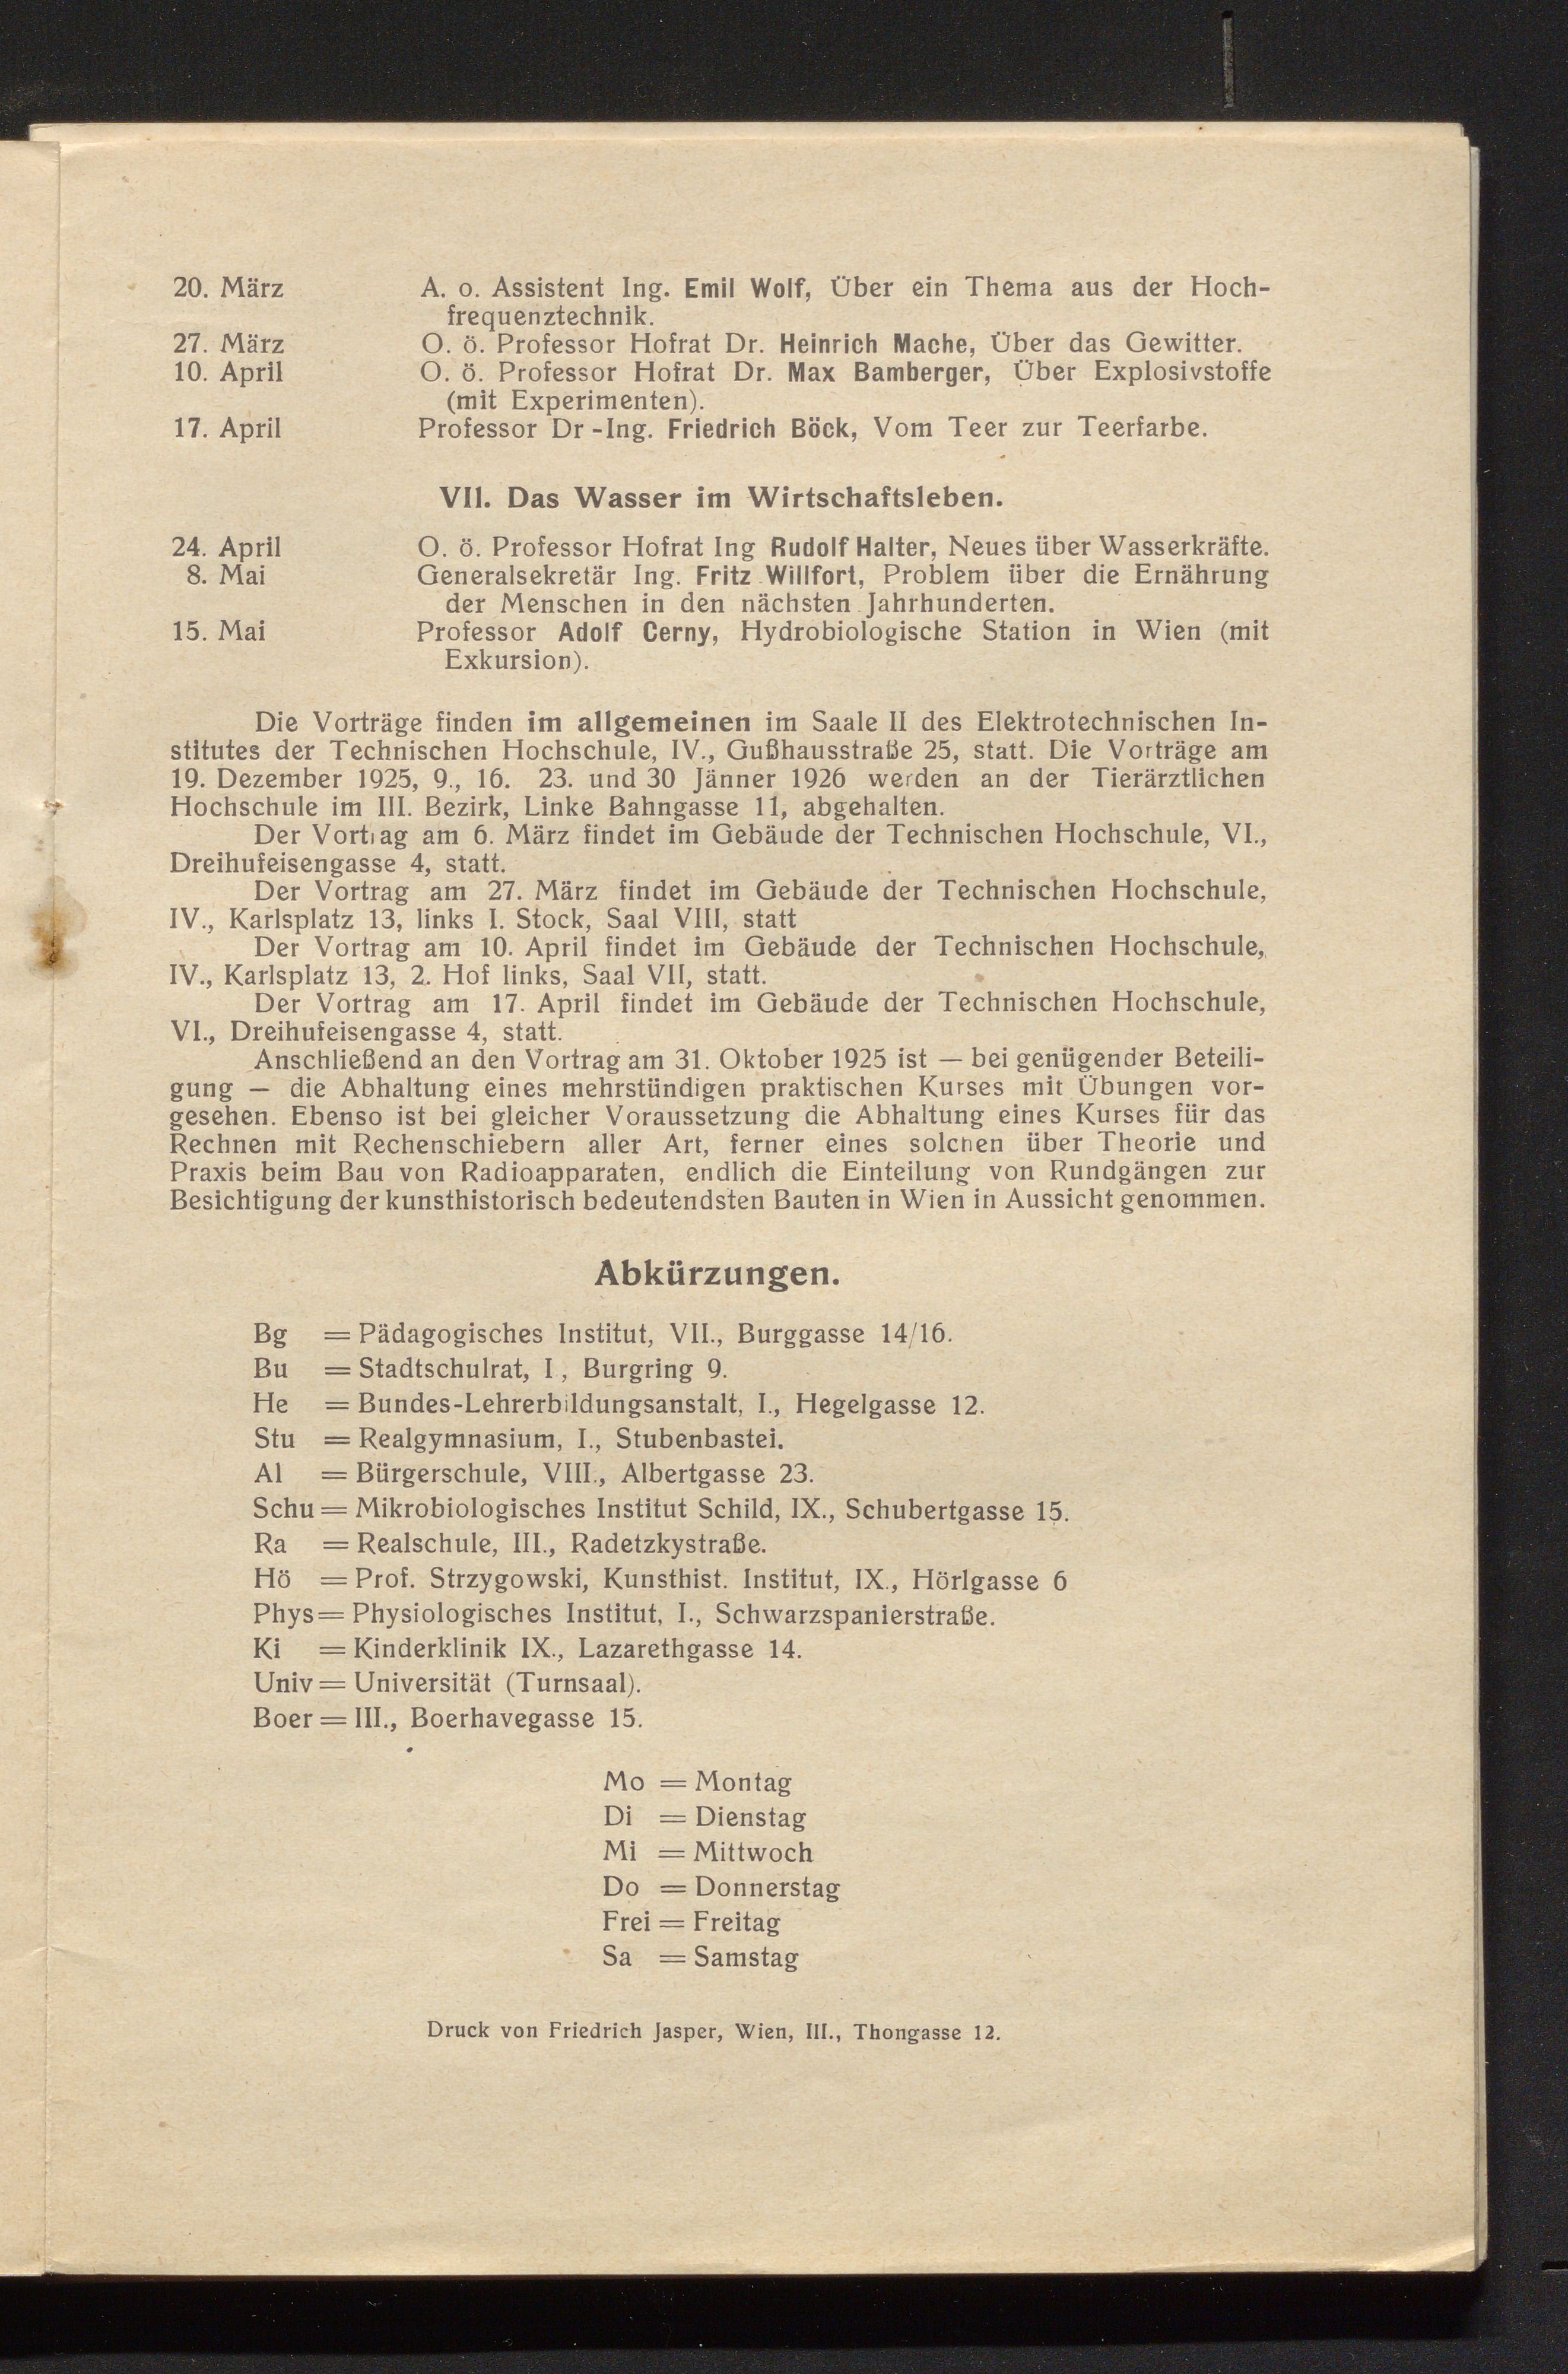 20. März A. o. Assistent Ing. Emil Wolf, Über ein Thema aus der Hoch-
frequenztechnik.
27. März O. ö. Professor Hofrat Dr. Heinrich Mache, Über das Gewitter.
10. April O. ö. Professor Hofrat Dr. Max Bamberger, Über Explosivstoffe
(mit Experimenten).
17. April Professor Dr-Ing. Friedrich Böck, Vom Teer zur Teerfarbe.
VII. Das Wasser im Wirtschaftsleben.
24. April O. ö. Professor Hofrat Ing Rudolf Halter, Neues über Wasserkräfte.
8. Mai Generalsekretär Ing. Fritz Willfort, Problem über die Ernährung
der Menschen in den nächsten Jahrhunderten.
15. Mai Professor Adolf Cerny, Hydrobiologische Station in Wien (mit
Exkursion).
Die Vorträge finden im allgemeinen im Saale II des Elektrotechnischen In-
stitutes der Technischen Hochschule, IV., Gußhausstraße 25, statt. Die Vorträge am
19. Dezember 1925, 9., 16. 23. und 30 Jänner 1926 werden an der Tierärztlichen
Hochschule im III. Bezirk, Linke Bahngasse 11, abgehalten.
Der Vortrag am 6. März findet im Gebäude der Technischen Hochschule, VI.,
Dreihufeisengasse 4, statt.
Der Vortrag am 27. März findet im Gebäude der Technischen Hochschule,
IV., Karlsplatz 13, links I. Stock, Saal VIII, statt
Der Vortrag am 10. April findet im Gebäude der Technischen Hochschule,
IV., Karlsplatz 13, 2. Hof links, Saal VII, statt.
Der Vortrag am 17. April findet im Gebäude der Technischen Hochschule,
VI., Dreihufeisengasse 4, statt.
Anschließend an den Vortrag am 31. Oktober 1925 ist — bei genügender Beteili-
gung — die Abhaltung eines mehrstündigen praktischen Kurses mit Übungen vor-
gesehen. Ebenso ist bei gleicher Voraussetzung die Abhaltung eines Kurses für das
Rechnen mit Rechenschiebern aller Art, ferner eines solchen über Theorie und
Praxis beim Bau von Radioapparaten, endlich die Einteilung von Rundgängen zur
Besichtigung der kunsthistorisch bedeutendsten Bauten in Wien in Aussicht genommen.
Abkürzungen.
Bg = Pädagogisches Institut, VII., Burggasse 14/16.
Bu = Stadtschulrat, I, Burgring 9.
He = Bundes-Lehrerbildungsanstalt, I., Hegelgasse 12.
Stu = Realgymnasium, I., Stubenbastei.
Al = Bürgerschule, VIII., Albertgasse 23.
Schu = Mikrobiologisches Institut Schild, IX., Schubertgasse 15.
Ra = Realschule, III., Radetzkystraße.
Hö = Prof. Strzygowski, Kunsthist. Institut, IX., Hörlgasse 6
Phys = Physiologisches Institut, I., Schwarzspanierstraße.
Ki = Kinderklinik IX., Lazarethgasse 14.
Univ = Universität (Turnsaal).
Boer = III., Boerhavegasse 15.
Mo = Montag
Di = Dienstag
Mi = Mittwoch
Do = Donnerstag
Frei = Freitag
Sa = Samstag
Druck von Friedrich Jasper, Wien, III., Thongasse 12.